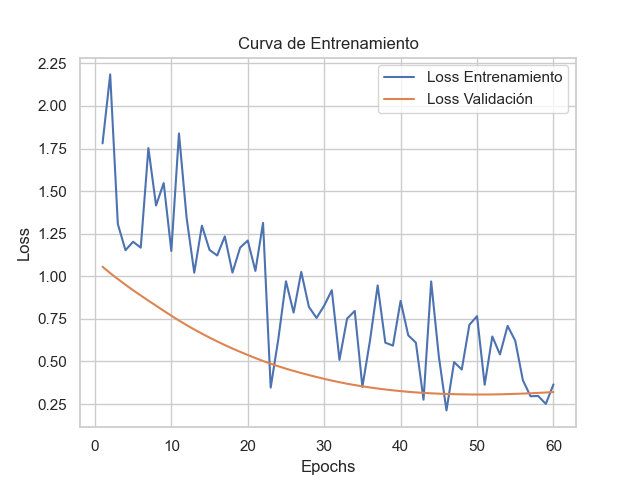 Curva de Entrenamiento
Loss Entrenamiento
Loss Validación
2.25
2.00
1.75
1.50
1.25
1.00
0.75
0.50
0.25
Loss
0 10 20 30 40 50 60
Epochs